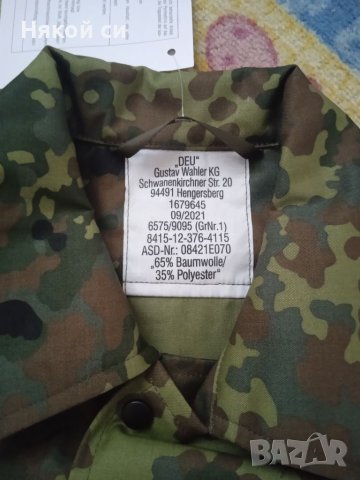 Някой си
„DEU"
Gustav Wahler KG
Schwanenkirchner Str. 20
94491 Hengersberg
1679645
09/2021
6575/9095 (GrNr.1)
8415-12-376-4115
ASD-Nr.: 08421E070
„65% Baumwolle/
35% Polyester"
BAZAR